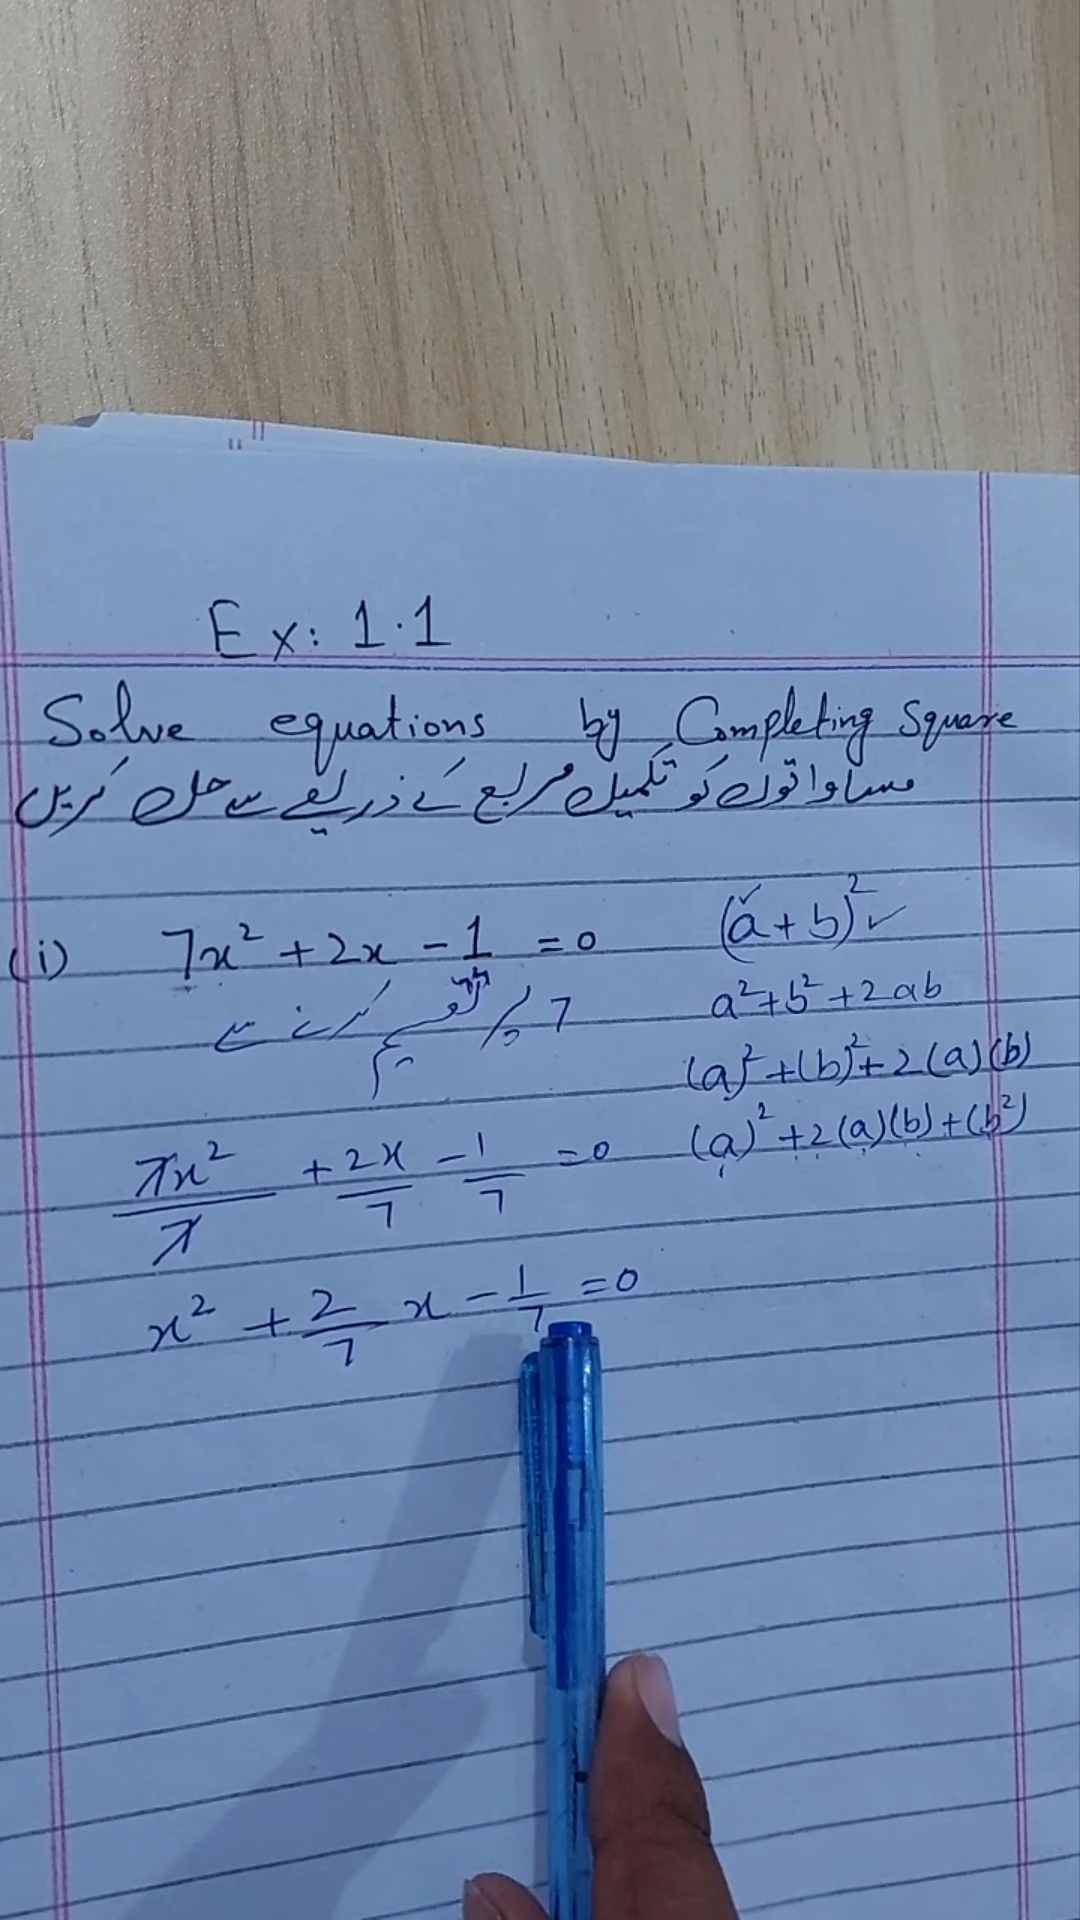 Ex: 1.1
Solve equations by Completing Square
مساواتوں کو تکمیل مربع کے ذریعے سے حل کریں
(i) 7x² + 2x - 1 = 0
(a + b)²
7 پر تقسیم کرنے سے
a² + b² + 2ab
(a)² + (b)² + 2(a)(b)
7x²/7 + 2x/7 - 1/7 = 0
(a)² + 2(a)(b) + (b²)
x² + 2/7 x - 1/7 = 0